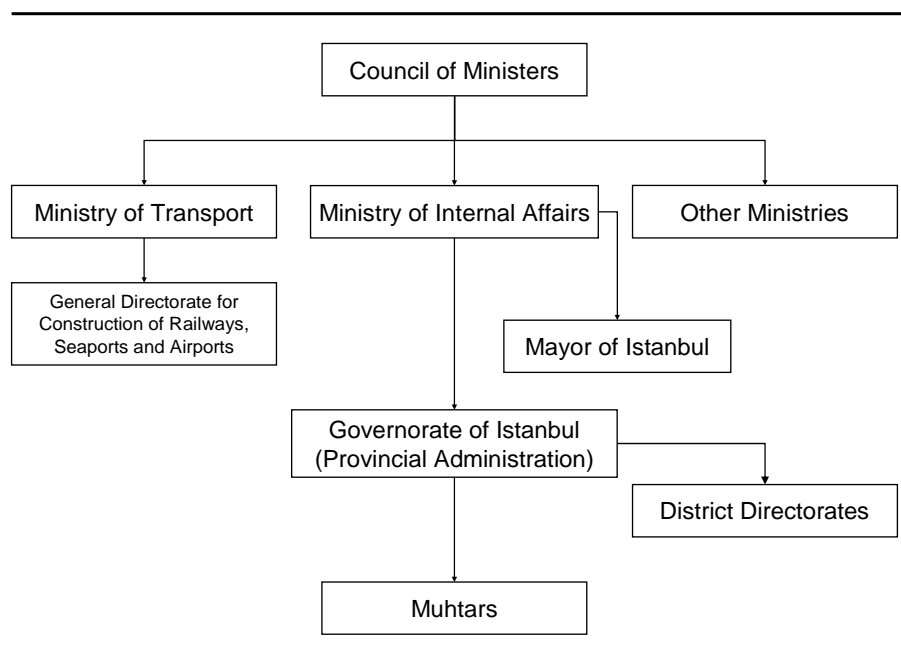 Council of Ministers
Ministry of Transport
Ministry of Internal Affairs
Other Ministries
General Directorate for
Construction of Railways,
Seaports and Airports
Mayor of Istanbul
Governorate of Istanbul
(Provincial Administration)
District Directorates
Muhtars